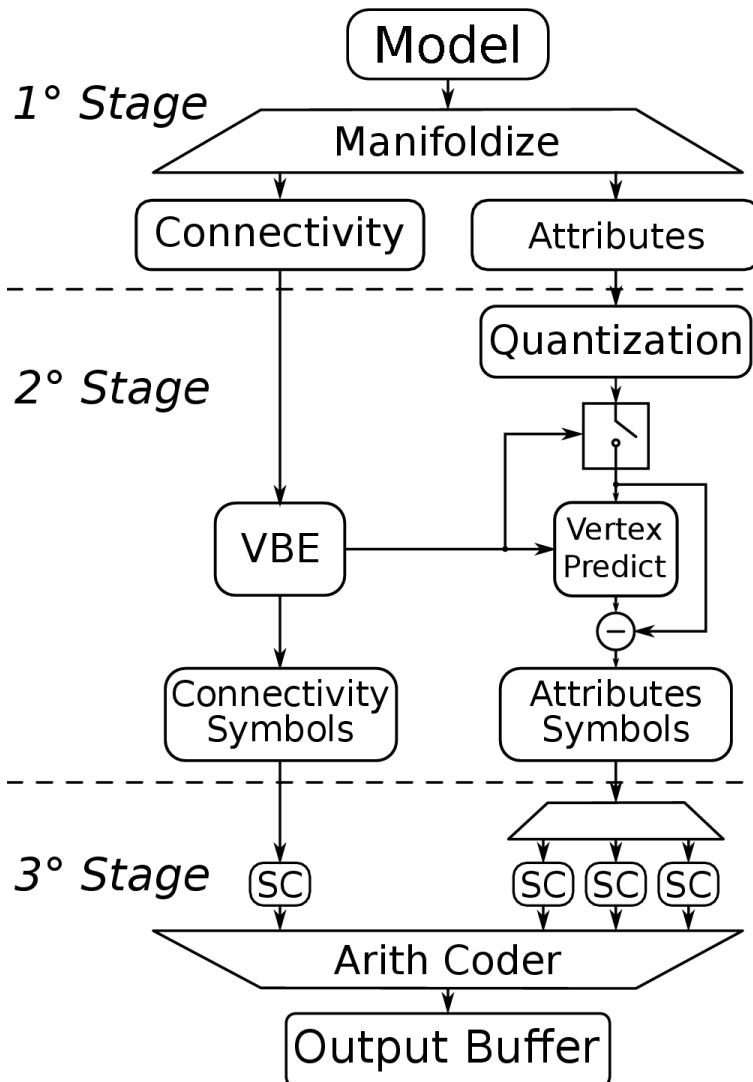 Model
1° Stage
Manifoldize
Connectivity
Attributes
Quantization
2° Stage
VBE
Vertex
Predict
−
Connectivity
Symbols
Attributes
Symbols
3° Stage
SC
SC
SC
SC
Arith Coder
Output Buffer